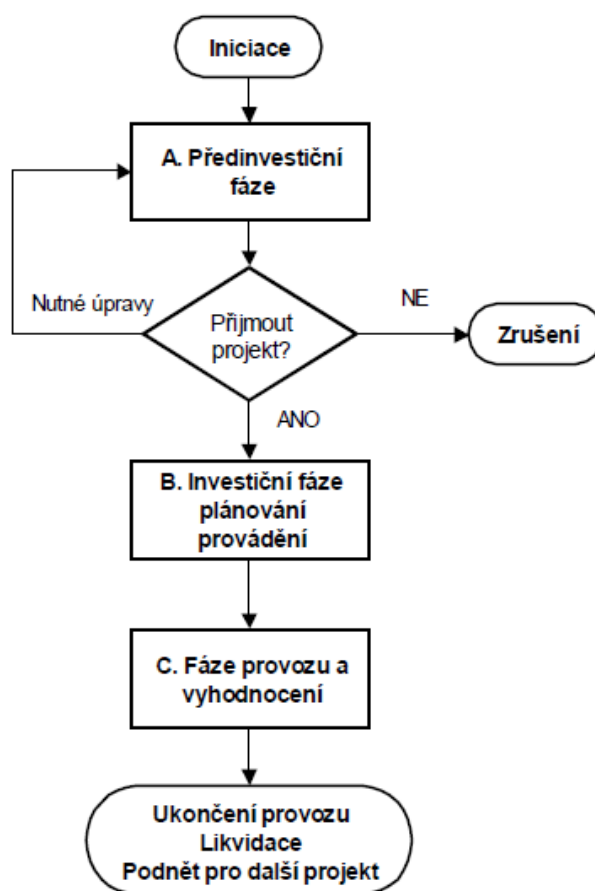 Iniciace
A. Předinvestiční
fáze
Nutné úpravy
Přijmout
projekt?
NE
Zrušení
ANO
B. Investiční fáze
plánování
provádění
C. Fáze provozu a
vyhodnocení
Ukončení provozu
Likvidace
Podnět pro další projekt